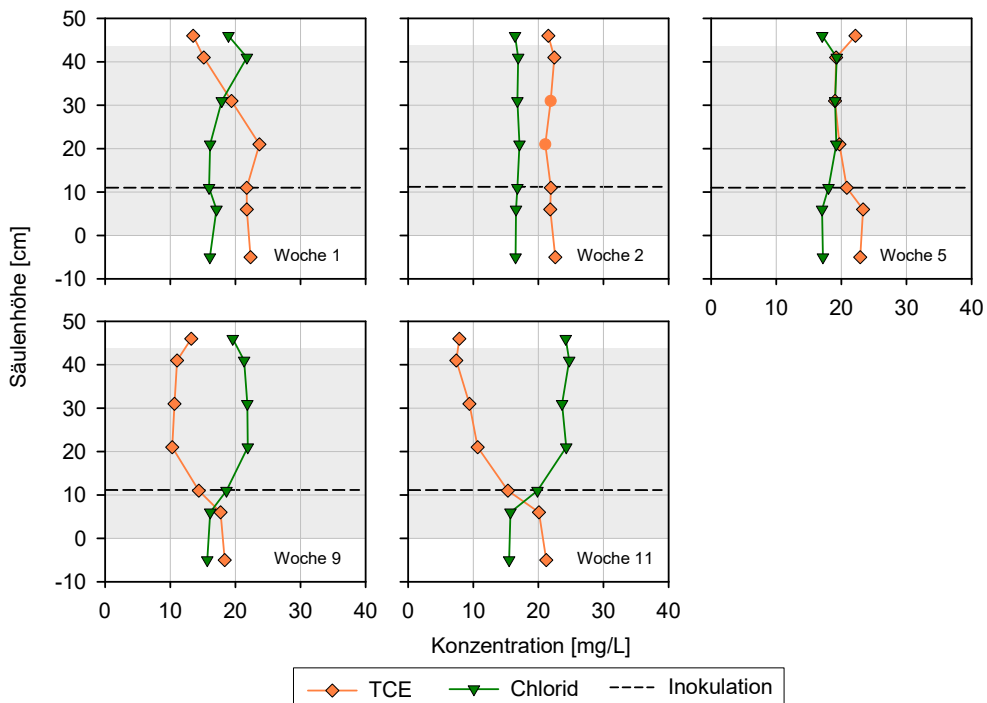 50
40
30
20
10
0
-10
Woche 1
Woche 2
Woche 5
0 10 20 30 40
Säulenhöhe [cm]
50
40
30
20
10
0
-10
Woche 9
Woche 11
0 10 20 30 40
0 10 20 30 40
Konzentration [mg/L]
TCE Chlorid Inokulation